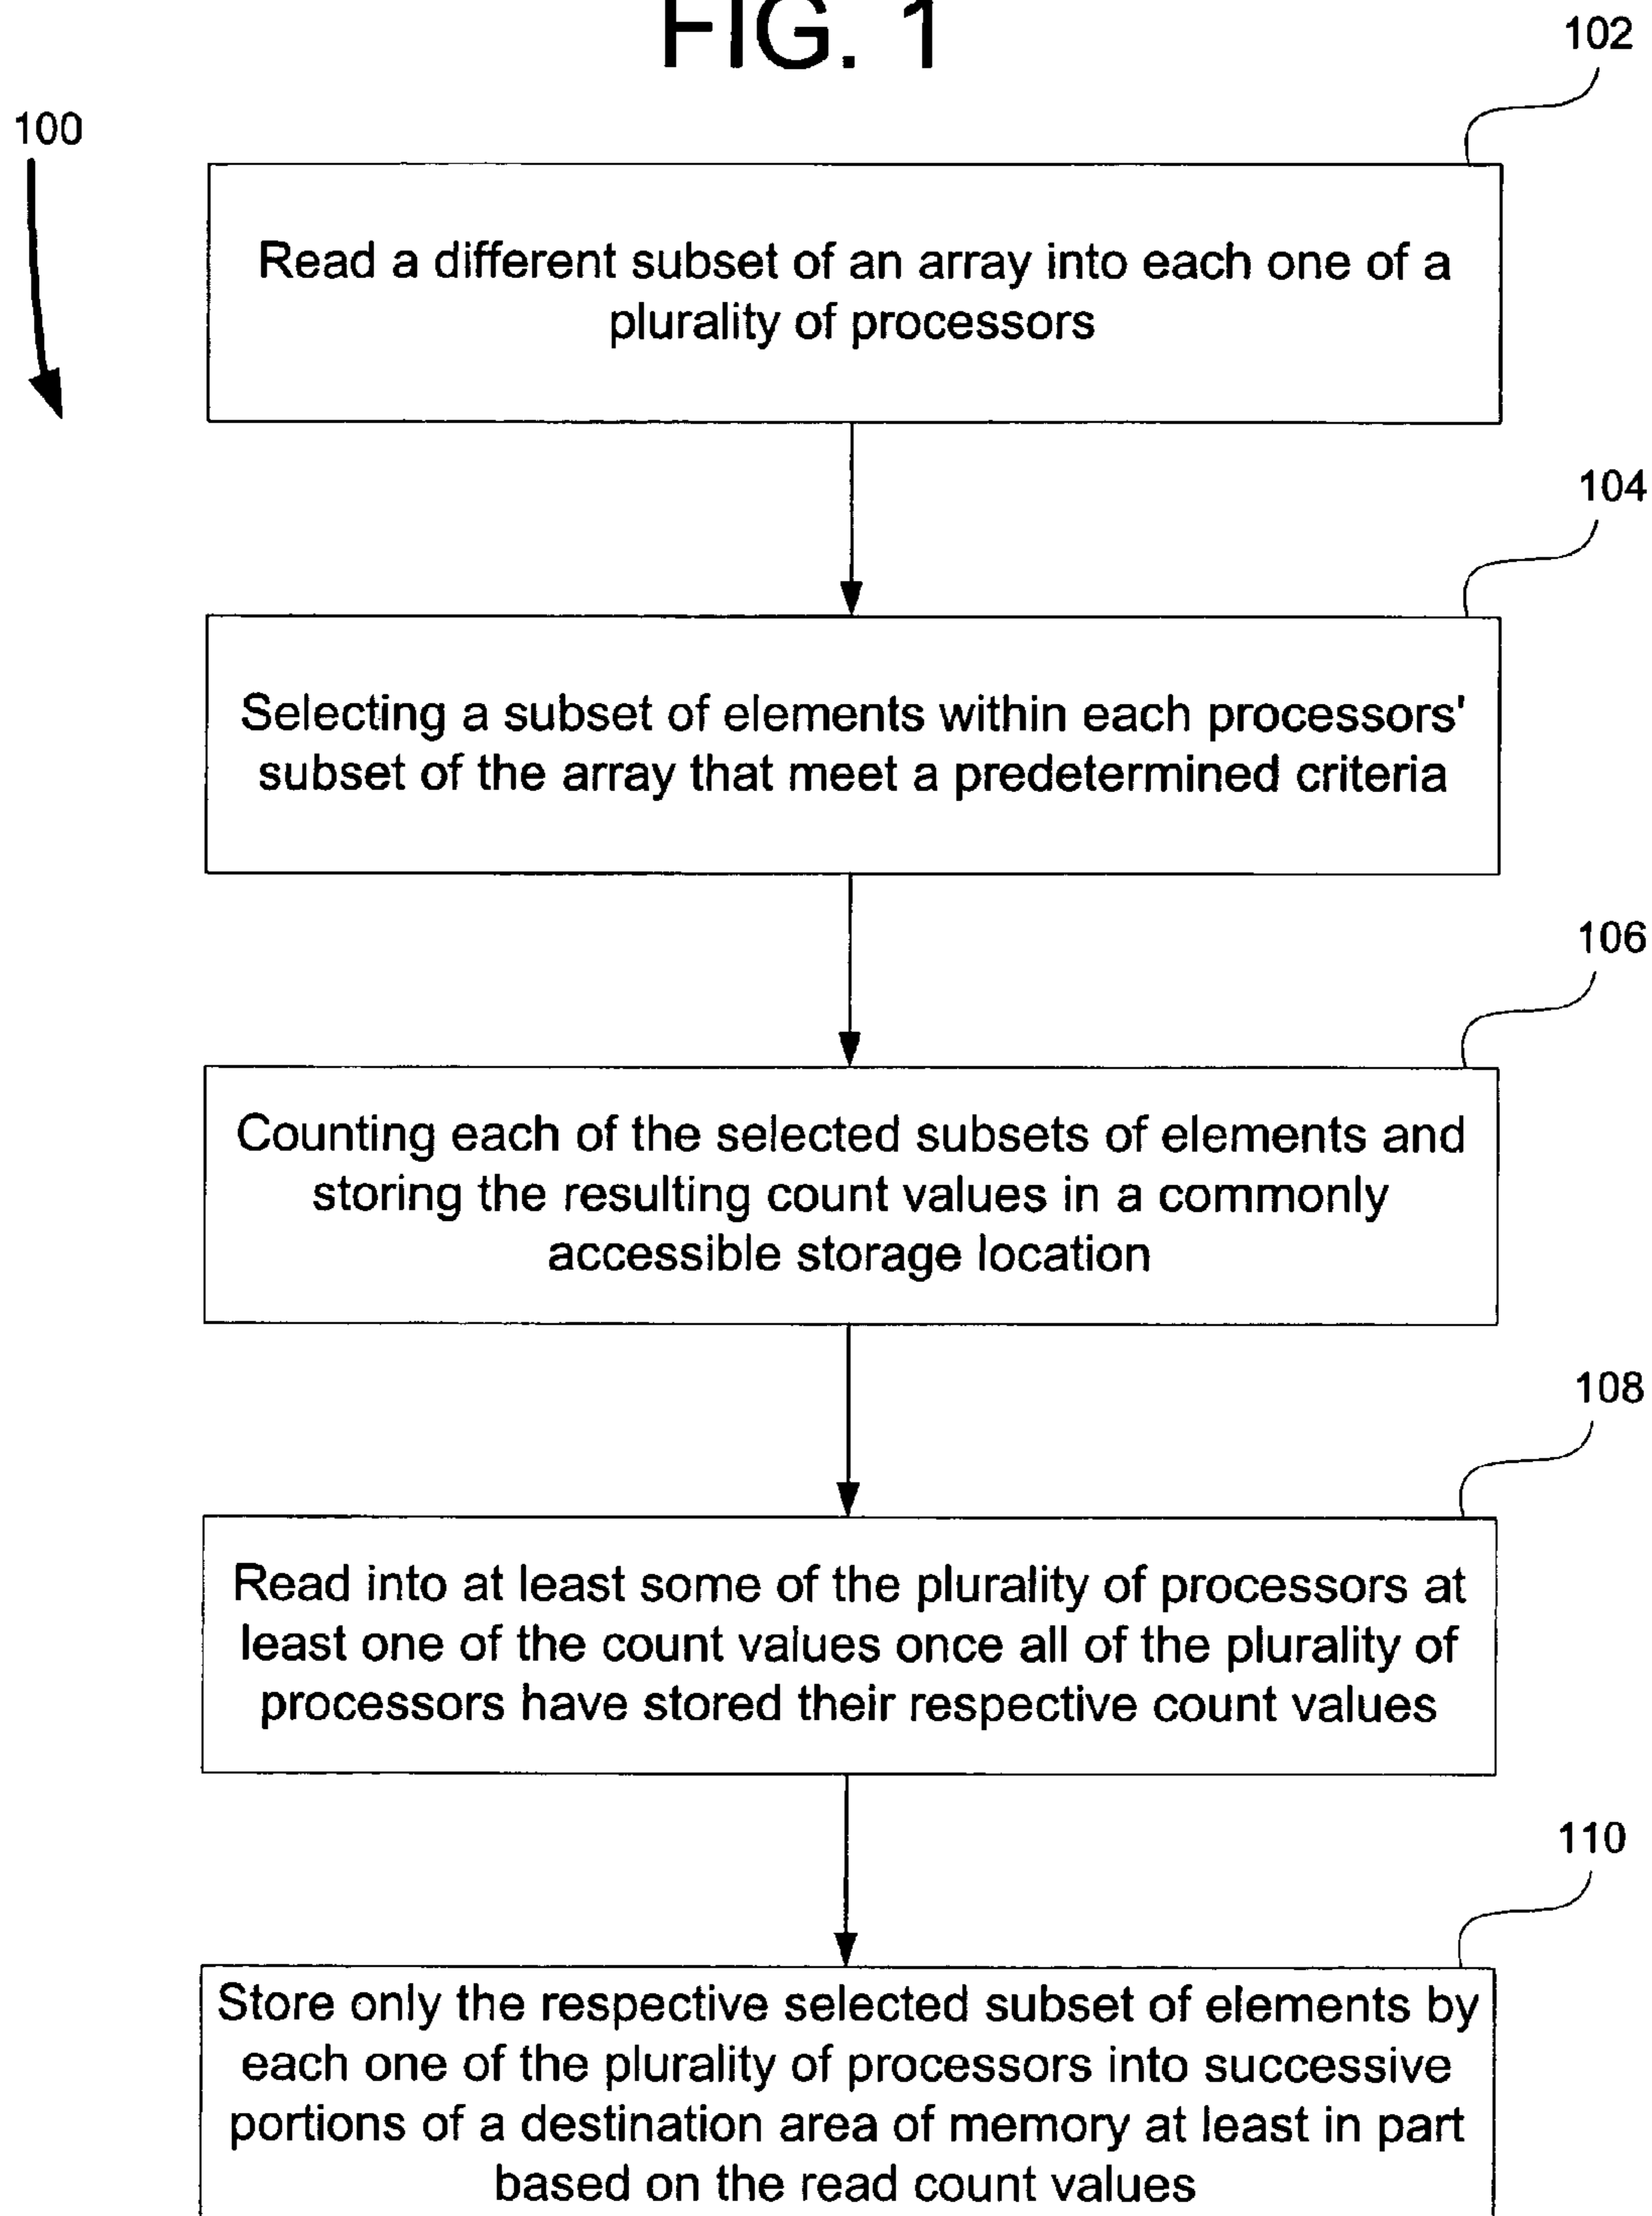 FIG. 1
102
100
Read a different subset of an array into each one of a
plurality of processors
104
Selecting a subset of elements within each processors'
subset of the array that meet a predetermined criteria
106
Counting each of the selected subsets of elements and
storing the resulting count values in a commonly
accessible storage location
108
Read into at least some of the plurality of processors at
least one of the count values once all of the plurality of
processors have stored their respective count values
110
Store only the respective selected subset of elements by
each one of the plurality of processors into successive
portions of a destination area of memory at least in part
based on the read count values